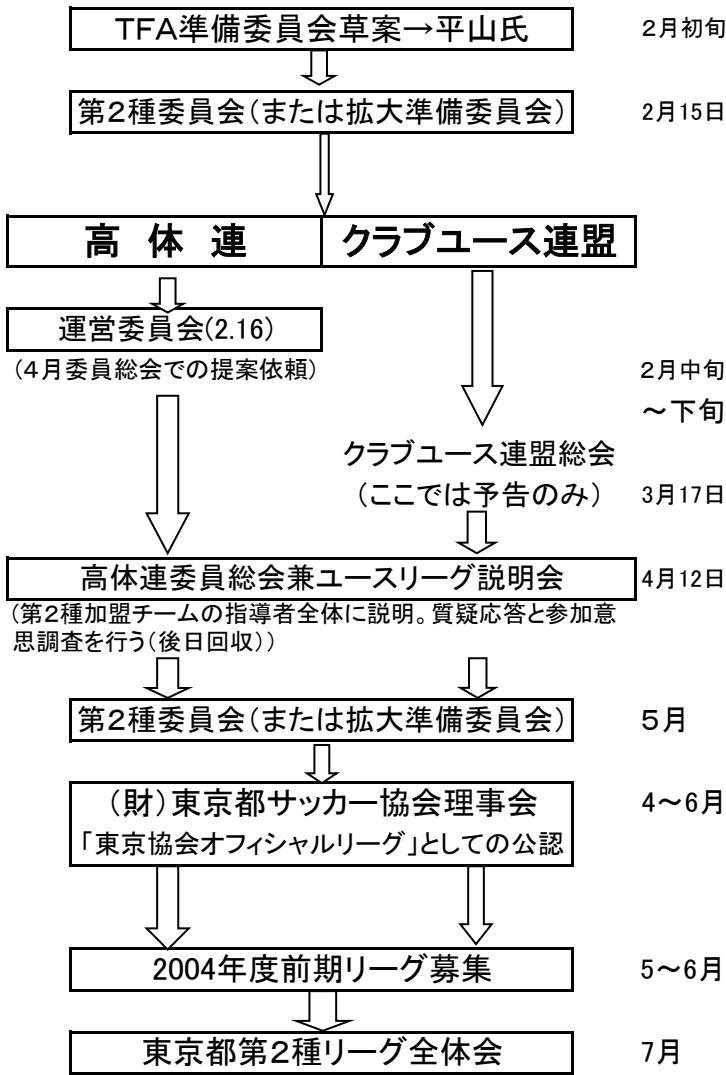 TFA準備委員会草案→平山氏 2月初旬
第2種委員会(または拡大準備委員会) 2月15日
高 体 連 クラブユース連盟
運営委員会(2.16)
(4月委員総会での提案依頼) 2月中旬
～下旬
クラブユース連盟総会
(ここでは予告のみ) 3月17日
高体連委員総会兼ユースリーグ説明会 4月12日
(第2種加盟チームの指導者全体に説明。質疑応答と参加意
思調査を行う(後日回収))
第2種委員会(または拡大準備委員会) 5月
(財)東京都サッカー協会理事会 4～6月
「東京協会オフィシャルリーグ」としての公認
2004年度前期リーグ募集 5～6月
東京都第2種リーグ全体会 7月